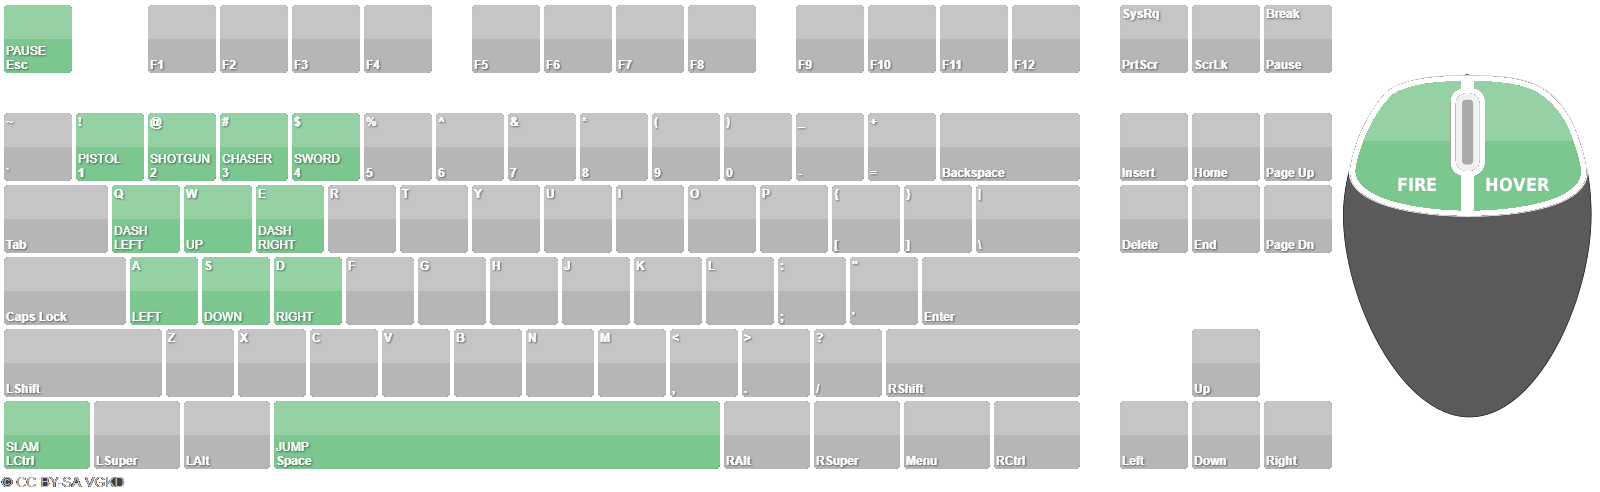 PAUSE
Esc
F1
F2
F3
F4
F5
F6
F7
F8
F9
F10
F11
F12
SysRq
PrtScr
ScrLk
Break
Pause
~
`
!
PISTOL
1
@
SHOTGUN
2
#
CHASER
3
$
SWORD
4
%
5
^
6
&
7
*
8
(
9
)
0
_
-
+
=
Backspace
Insert
Home
Page Up
Tab
Q
DASH
LEFT
W
UP
E
DASH
RIGHT
R
T
Y
U
I
O
P
{
[
}
]
|
\
Delete
End
Page Dn
Caps Lock
A
LEFT
S
DOWN
D
RIGHT
F
G
H
J
K
L
:
;
"
'
Enter
LShift
Z
X
C
V
B
N
M
<
,
>
.
?
/
RShift
Up
SLAM
LCtrl
LSuper
LAlt
JUMP
Space
RAlt
RSuper
Menu
RCtrl
Left
Down
Right
FIRE
HOVER
© CC BY-SA VGKD